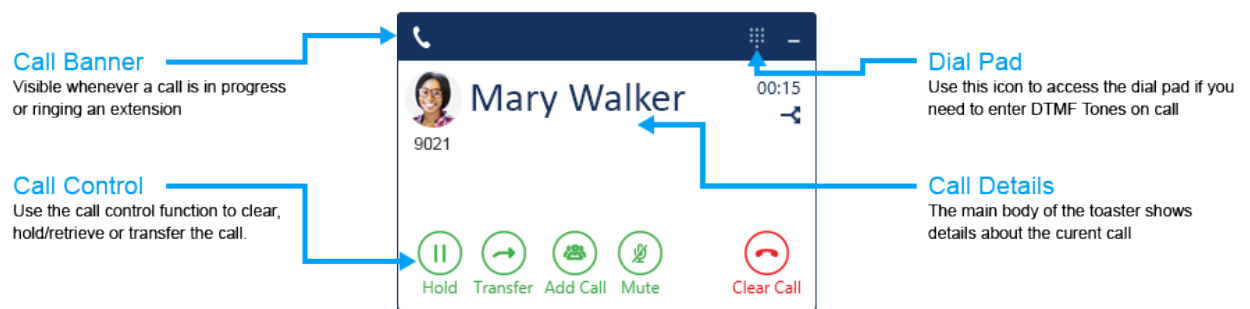 Call Banner
Visible whenever a call is in progress
or ringing an extension
Call Control
Use the call control function to clear,
hold/retrieve or transfer the call.
Mary Walker
00:15
9021
Hold Transfer Add Call Mute Clear Call
Dial Pad
Use this icon to access the dial pad if you
need to enter DTMF Tones on call
Call Details
The main body of the toaster shows
details about the curent call